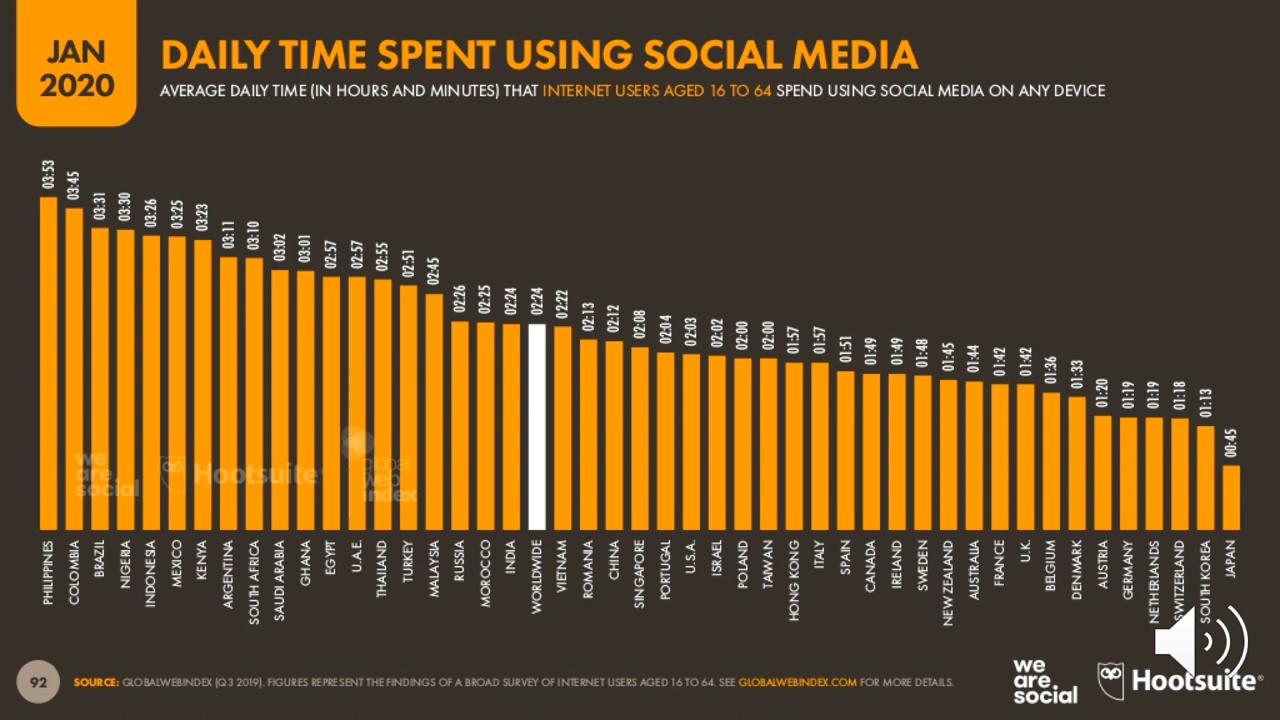 JAN
2020
DAILY TIME SPENT USING SOCIAL MEDIA
AVERAGE DAILY TIME (IN HOURS AND MINUTES) THAT INTERNET USERS AGED 16 TO 64 SPEND USING SOCIAL MEDIA ON ANY DEVICE
03:53
03:45
03:31
03:30
03:26
03:25
03:23
03:11
03:10
03:02
03:01
02:57
02:57
02:55
02:51
02:45
02:26
02:25
02:24
02:24
02:22
02:13
02:12
02:08
02:04
02:03
02:02
02:00
02:00
01:57
01:57
01:51
01:49
01:49
01:48
01:45
01:44
01:42
01:42
01:36
01:33
01:20
01:19
01:19
01:18
01:13
00:45
we
are.
social
Hootsuite®
global
web
index
PHILIPPINES
COLOMBIA
BRAZIL
NIGERIA
INDONESIA
MEXICO
KENYA
ARGENTINA
SOUTH AFRICA
SAUDI ARABIA
GHANA
EGYPT
U.A.E.
THAILAND
TURKEY
MALAYSIA
RUSSIA
MOROCCO
INDIA
WORLDWIDE
VIETNAM
ROMANIA
CHINA
SINGAPORE
PORTUGAL
U.S.A.
ISRAEL
POLAND
TAIWAN
HONG KONG
ITALY
SPAIN
CANADA
IRELAND
SWEDEN
NEW ZEALAND
AUSTRALIA
FRANCE
U.K.
BELGIUM
DENMARK
AUSTRIA
GERMANY
NETHERLANDS
SWITZERLAND
SOUTH KOREA
JAPAN
92
SOURCE: GLOBALWEBINDEX (Q3 2019). FIGURES REPRESENT THE FINDINGS OF A BROAD SURVEY OF INTERNET USERS AGED 16 TO 64. SEE GLOBALWEBINDEX.COM FOR MORE DETAILS.
we
are.
social
Hootsuite®